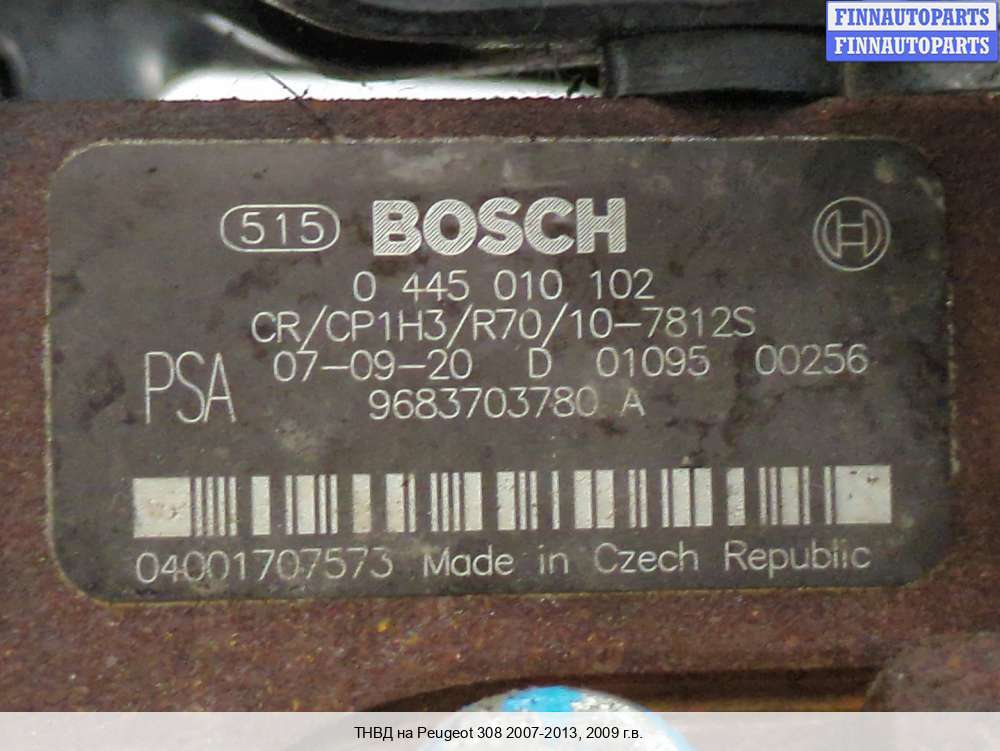 FINNAUTOPARTS
FINNAUTOPARTS
515 BOSCH
0 445 010 102
CR/CP1H3/R70/10-7812S
PSA 07-09-20 D 01095 00256
9683703780 A
04001707573 Made in Czech Republic
ТНВД на Peugeot 308 2007-2013, 2009 г.в.